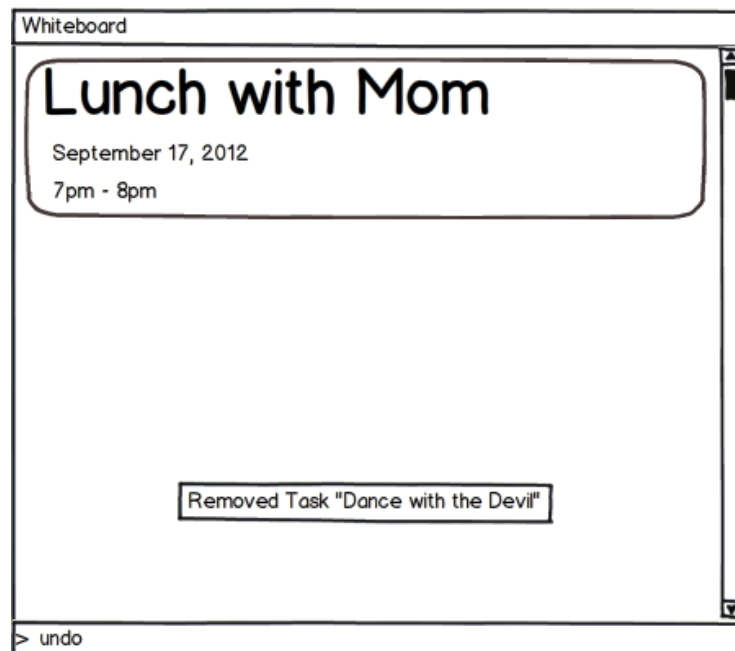 Whiteboard
Lunch with Mom
September 17, 2012
7pm - 8pm
Removed Task "Dance with the Devil"
> undo